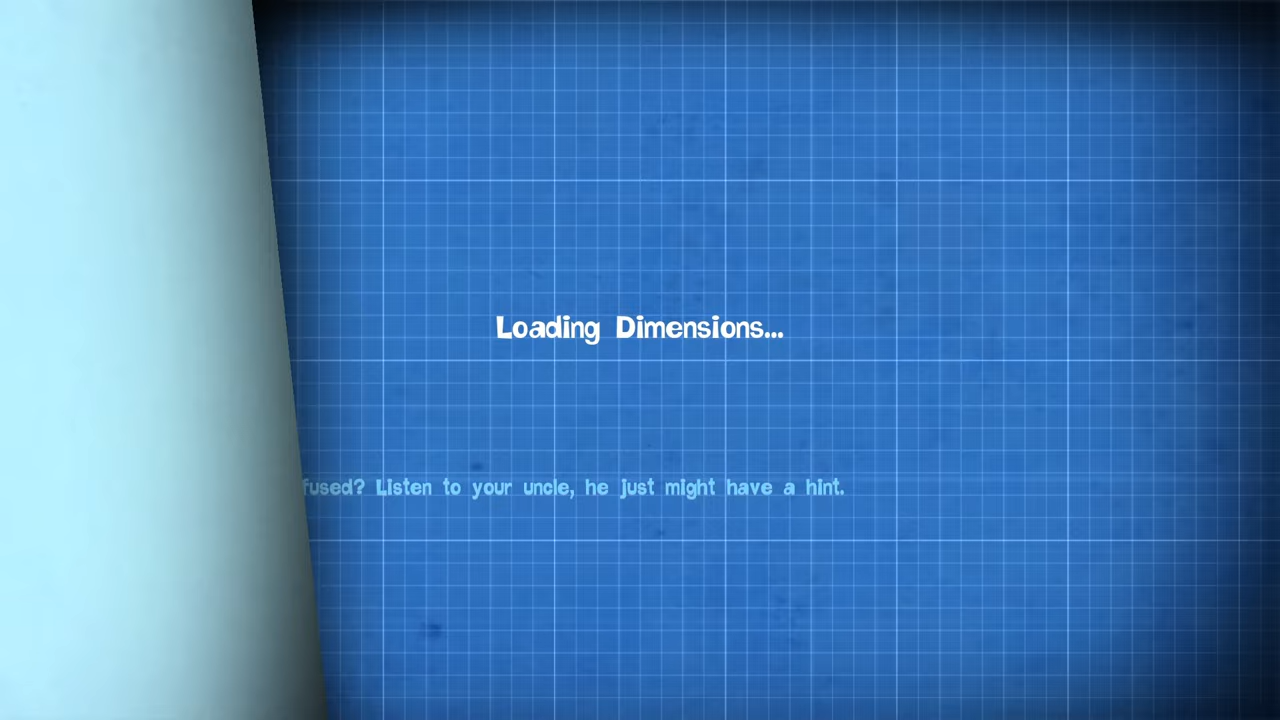 Loading Dimensions...
fused? Listen to your uncle, he just might have a hint.